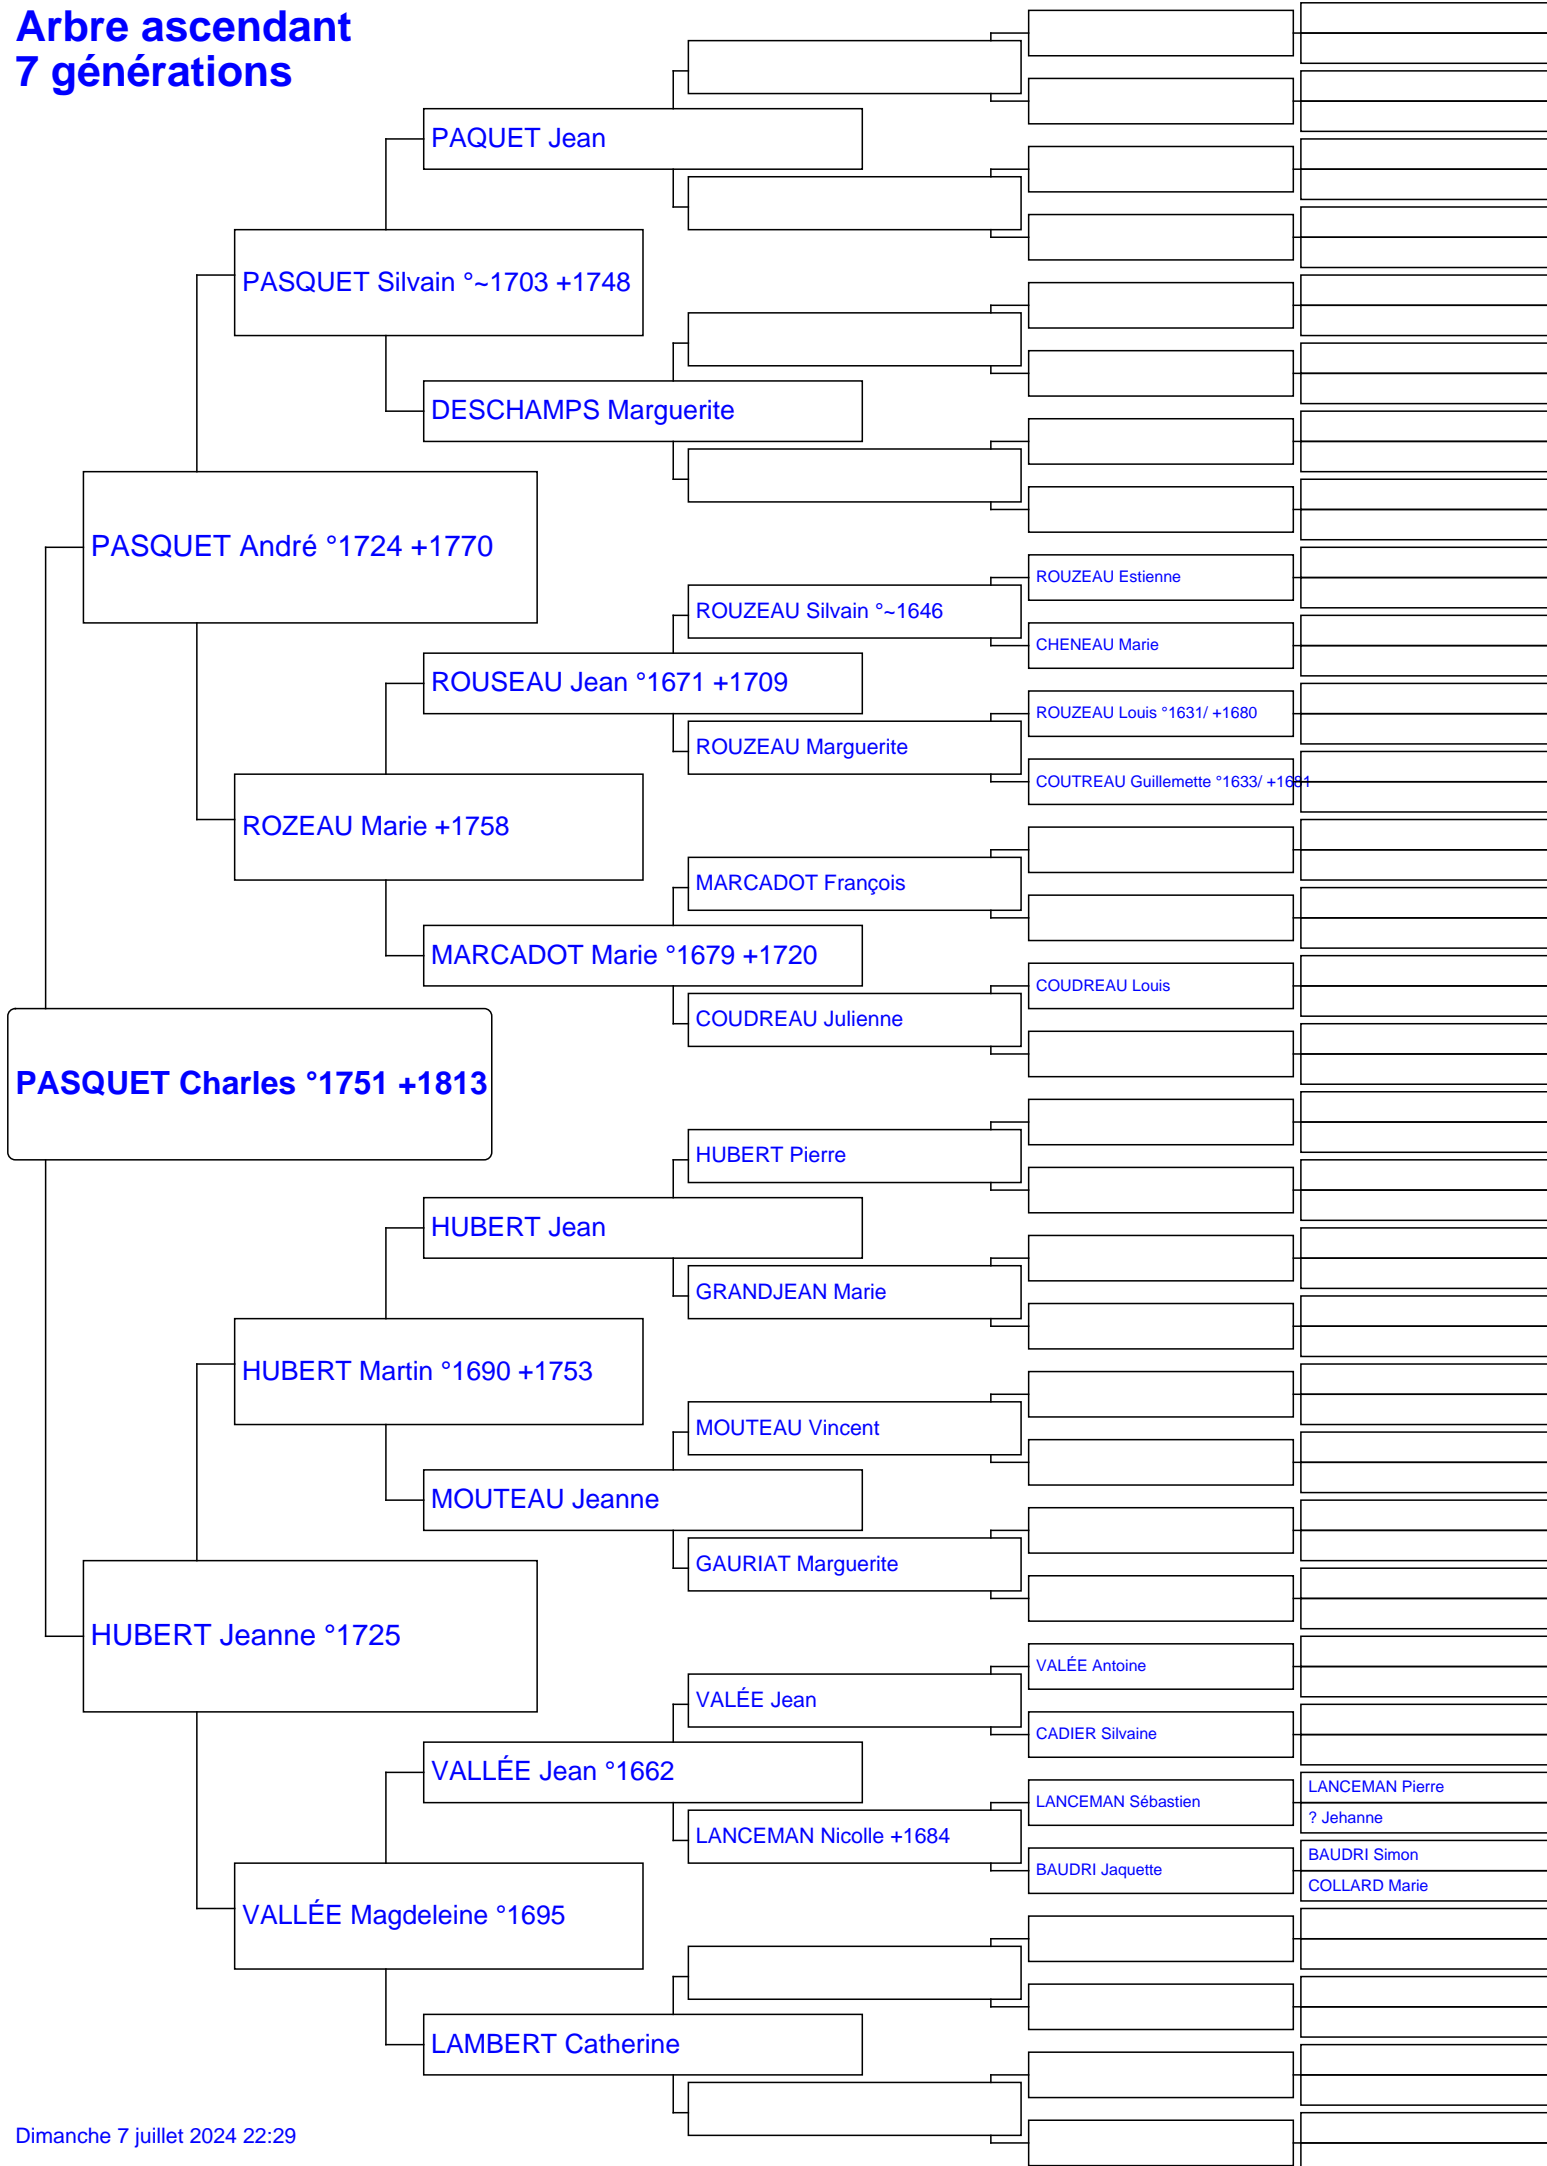 Arbre ascendant
7 générations
PAQUET Jean
PASQUET Silvain °~1703 +1748
DESCHAMPS Marguerite
PASQUET André °1724 +1770
ROUZEAU Estienne
ROUZEAU Silvain °~1646
CHENEAU Marie
ROUSEAU Jean °1671 +1709
ROUZEAU Louis °1631/ +1680
ROUZEAU Marguerite
COUTREAU Guillemette °1633/ +1681
ROZEAU Marie +1758
MARCADOT François
MARCADOT Marie °1679 +1720
COUDREAU Louis
COUDREAU Julienne
PASQUET Charles °1751 +1813
HUBERT Pierre
HUBERT Jean
GRANDJEAN Marie
HUBERT Martin °1690 +1753
MOUTEAU Vincent
MOUTEAU Jeanne
GAURIAT Marguerite
HUBERT Jeanne °1725
VALÉE Antoine
VALÉE Jean
CADIER Silvaine
VALLÉE Jean °1662
LANCEMAN Pierre
LANCEMAN Sébastien
? Jehanne
LANCEMAN Nicolle +1684
BAUDRI Simon
BAUDRI Jaquette
COLLARD Marie
VALLÉE Magdeleine °1695
LAMBERT Catherine
Dimanche 7 juillet 2024 22:29